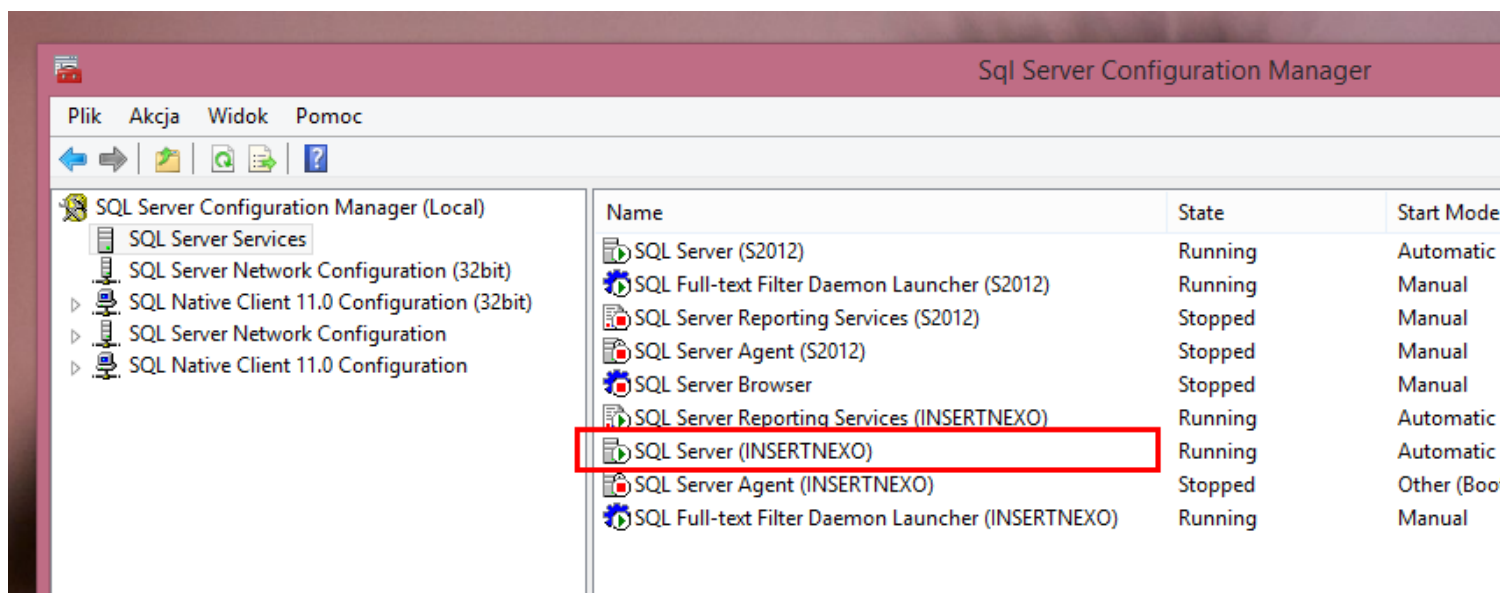 Sql Server Configuration Manager
Plik Akcja Widok Pomoc
SQL Server Configuration Manager (Local)
SQL Server Services
SQL Server Network Configuration (32bit)
SQL Native Client 11.0 Configuration (32bit)
SQL Server Network Configuration
SQL Native Client 11.0 Configuration
Name State Start Mode
SQL Server (S2012) Running Automatic
SQL Full-text Filter Daemon Launcher (S2012) Running Manual
SQL Server Reporting Services (S2012) Stopped Manual
SQL Server Agent (S2012) Stopped Manual
SQL Server Browser Stopped Manual
SQL Server Reporting Services (INSERTNEXO) Running Automatic
SQL Server (INSERTNEXO) Running Automatic
SQL Server Agent (INSERTNEXO) Stopped Other (Boo
SQL Full-text Filter Daemon Launcher (INSERTNEXO) Running Manual